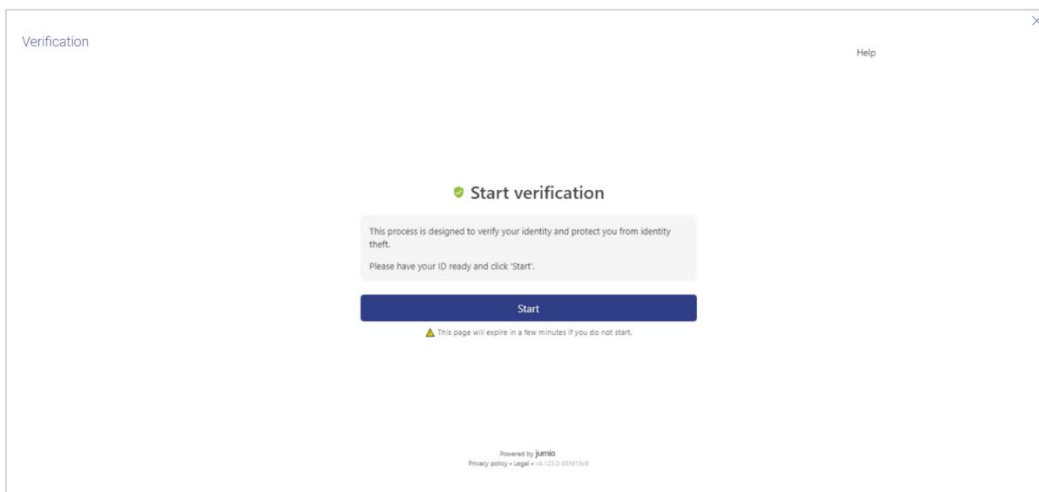 Verification
Help
Start verification
This process is designed to verify your identity and protect you from identity
theft.
Please have your ID ready and click 'Start'.
Start
This page will expire in a few minutes if you do not start.
Powered by jumio
Privacy policy • Legal •